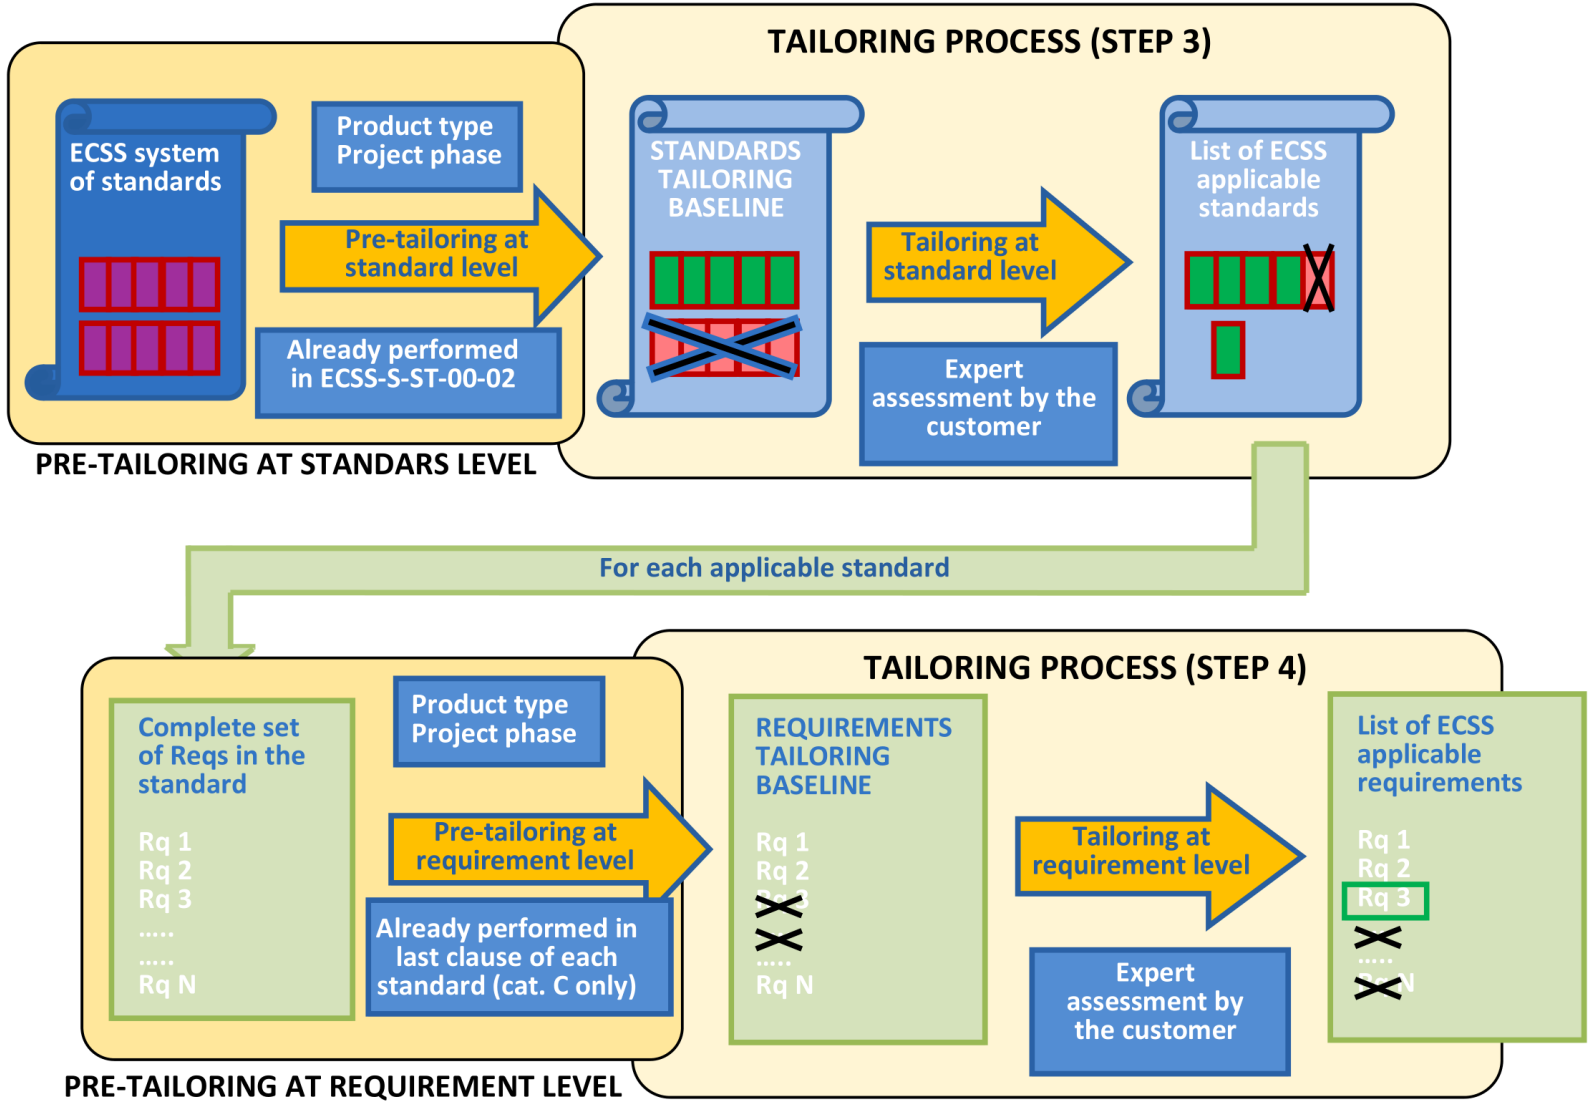 TAILORING PROCESS (STEP 3)
ECSS system
of standards
Product type
Project phase
Pre-tailoring at
standard level
Already performed
in ECSS-S-ST-00-02
STANDARDS
TAILORING
BASELINE
Tailoring at
standard level
Expert
assessment by the
customer
List of ECSS
applicable
standards
PRE-TAILORING AT STANDARS LEVEL
For each applicable standard
TAILORING PROCESS (STEP 4)
Complete set
of Reqs in the
standard
Rq 1
Rq 2
Rq 3
.....
.....
Rq N
Product type
Project phase
Pre-tailoring at
requirement level
Already performed in
last clause of each
standard (cat. C only)
REQUIREMENTS
TAILORING
BASELINE
Rq 1
Rq 2
Rq 3
.....
Rq N
Tailoring at
requirement level
Expert
assessment by
the customer
List of ECSS
applicable
requirements
Rq 1
Rq 2
Rq 3
.....
Rq N
PRE-TAILORING AT REQUIREMENT LEVEL